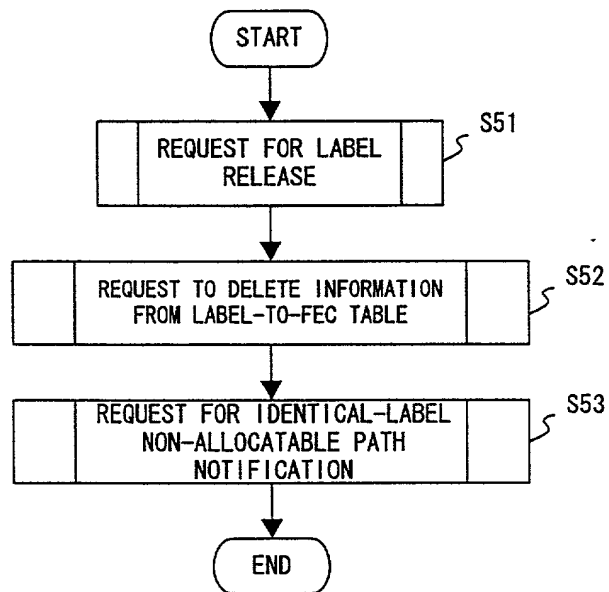 START
REQUEST FOR LABEL
RELEASE
S51
REQUEST TO DELETE INFORMATION
FROM LABEL-TO-FEC TABLE
S52
REQUEST FOR IDENTICAL-LABEL
NON-ALLOCATABLE PATH
NOTIFICATION
S53
END